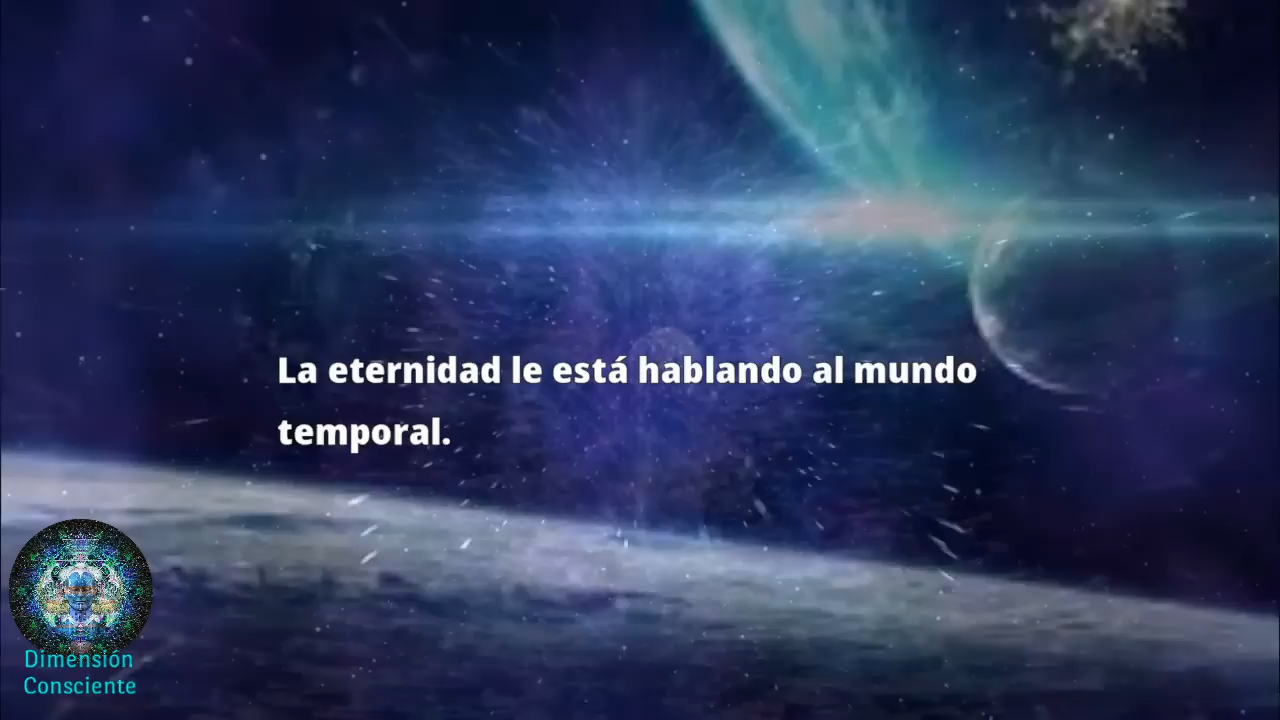 La eternidad le está hablando al mundo
temporal.
Dimensión
Consciente